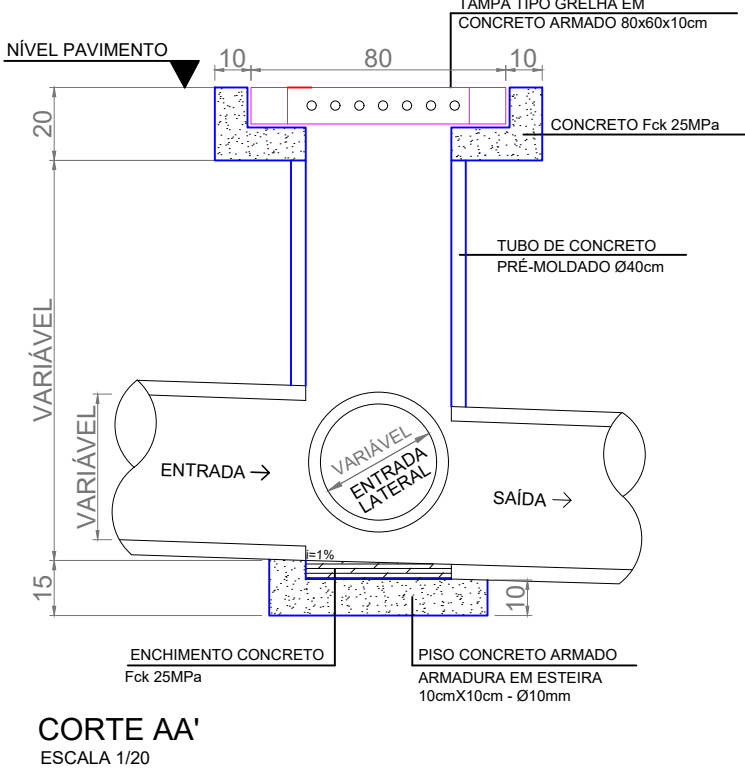 TAMPA TIPO GRELHA EM
CONCRETO ARMADO 80x60x10cm
NÍVEL PAVIMENTO
10
80
10
20
CONCRETO Fck 25MPa
TUBO DE CONCRETO
PRÉ-MOLDADO Ø40cm
VARIÁVEL
VARIÁVEL
ENTRADA
VARIÁVEL
ENTRADA
LATERAL
SAÍDA
i=1%
15
10
ENCHIMENTO CONCRETO
Fck 25MPa
PISO CONCRETO ARMADO
ARMADURA EM ESTEIRA
10cmX10cm - Ø10mm
CORTE AA'
ESCALA 1/20